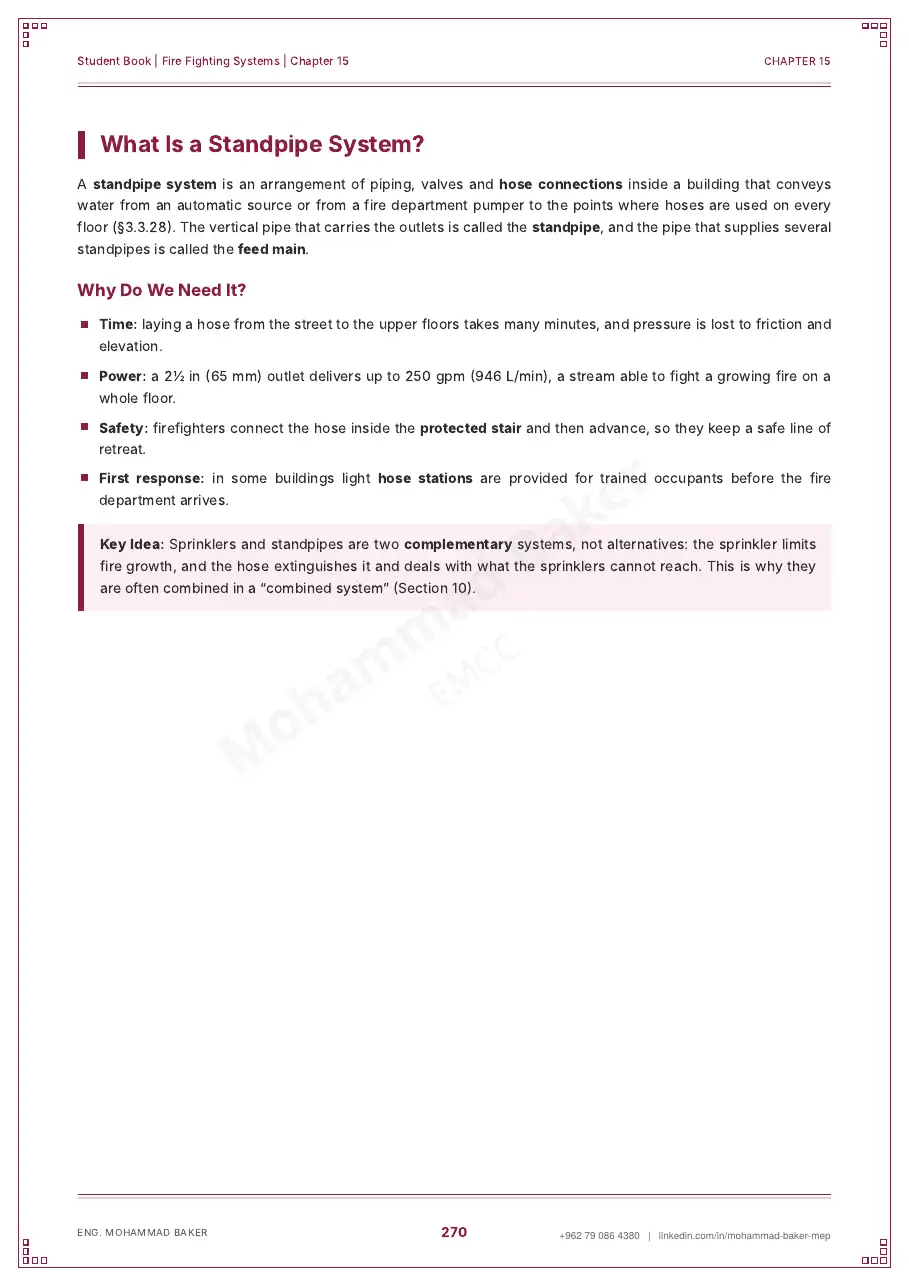 Student Book | Fire Fighting Systems | Chapter 15
CHAPTER 15
What Is a Standpipe System?
A standpipe system is an arrangement of piping, valves and hose connections inside a building that conveys
water from an automatic source or from a fire department pumper to the points where hoses are used on every
floor (§3.3.28). The vertical pipe that carries the outlets is called the standpipe, and the pipe that supplies several
standpipes is called the feed main.
Why Do We Need It?
Time: laying a hose from the street to the upper floors takes many minutes, and pressure is lost to friction and
elevation.
Power: a 2½ in (65 mm) outlet delivers up to 250 gpm (946 L/min), a stream able to fight a growing fire on a
whole floor.
Safety: firefighters connect the hose inside the protected stair and then advance, so they keep a safe line of
retreat.
First response: in some buildings light hose stations are provided for trained occupants before the fire
department arrives.
Key Idea: Sprinklers and standpipes are two complementary systems, not alternatives: the sprinkler limits
fire growth, and the hose extinguishes it and deals with what the sprinklers cannot reach. This is why they
are often combined in a “combined system” (Section 10).
Mohammad Baker
EMCC
ENG. MOHAMMAD BAKER
270
+962 79 086 4380 | linkedin.com/in/mohammad-baker-mep